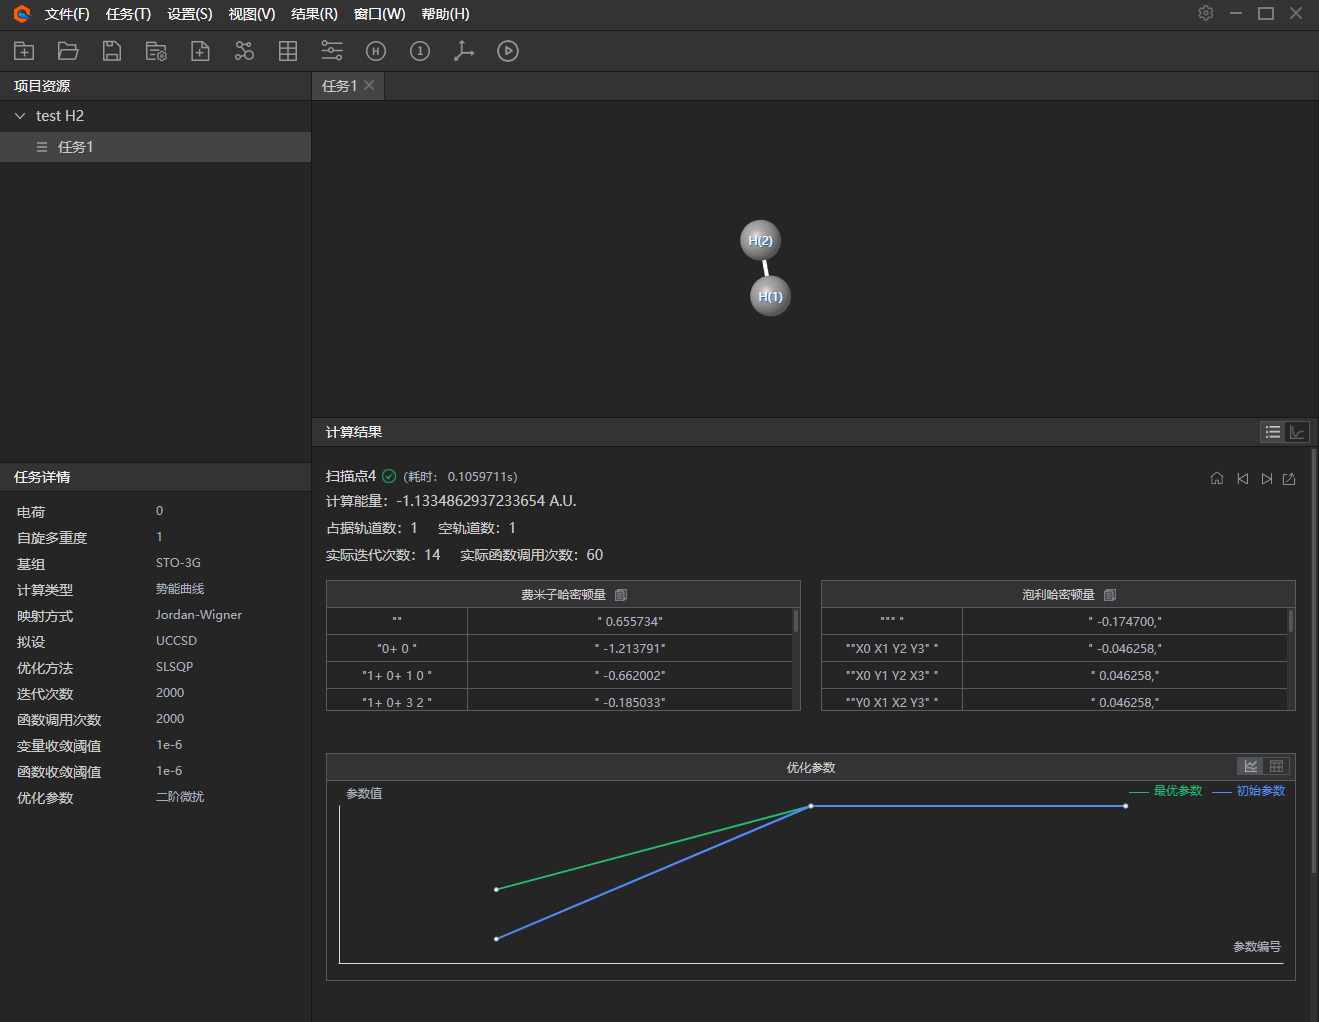 文件(F) 任务(T) 设置(S) 视图(V) 结果(R) 窗口(W) 帮助(H)
项目资源
任务1
test H2
任务1
H(2)
H(1)
计算结果
扫描点4 (耗时: 0.1059711s)
计算能量: -1.1334862937233654 A.U.
占据轨道数: 1 空轨道数: 1
实际迭代次数: 14 实际函数调用次数: 60
费米子哈密顿量
"" " 0.655734"
"0+ 0 " " -1.213791"
"1+ 0+ 1 0 " " -0.662002"
"1+ 0+ 3 2 " " -0.185033"
泡利哈密顿量
""" " " -0.174700,"
""X0 X1 Y2 Y3" " " -0.046258,"
""X0 Y1 Y2 X3" " " 0.046258,"
""Y0 X1 X2 Y3" " " 0.046258,"
优化参数
参数值
最优参数 初始参数
参数编号
任务详情
电荷 0
自旋多重度 1
基组 STO-3G
计算类型 势能曲线
映射方式 Jordan-Wigner
拟设 UCCSD
优化方法 SLSQP
迭代次数 2000
函数调用次数 2000
变量收敛阈值 1e-6
函数收敛阈值 1e-6
优化参数 二阶微扰